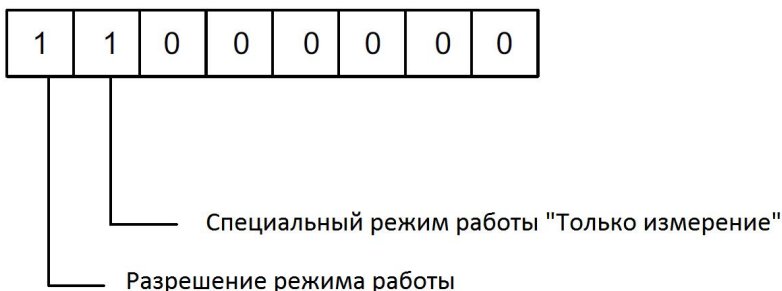 1 1 0 0 0 0 0 0
Специальный режим работы "Только измерение"
Разрешение режима работы